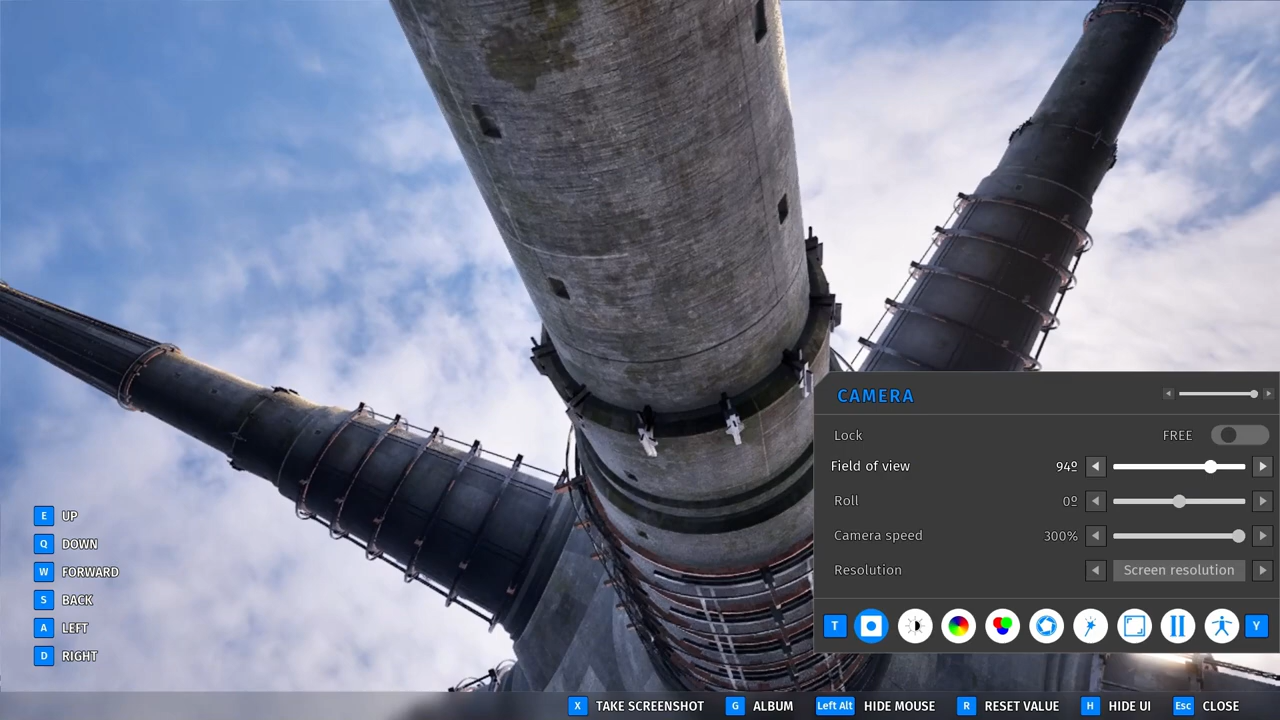 CAMERA
Lock FREE
Field of view 94º
Roll 0º
Camera speed 300%
Resolution Screen resolution
T Y
E UP
Q DOWN
W FORWARD
S BACK
A LEFT
D RIGHT
X TAKE SCREENSHOT G ALBUM Left Alt HIDE MOUSE R RESET VALUE H HIDE UI Esc CLOSE